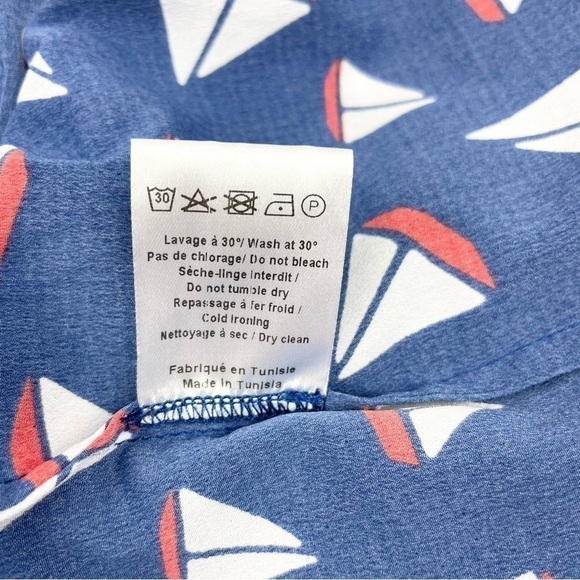 30 P
Lavage à 30°/ Wash at 30°
Pas de chlorage/ Do not bleach
Sèche-linge interdit /
Do not tumble dry
Repassage à fer froid /
Cold ironing
Nettoyage à sec / Dry clean
Fabriqué en Tunisie
Made in Tunisia